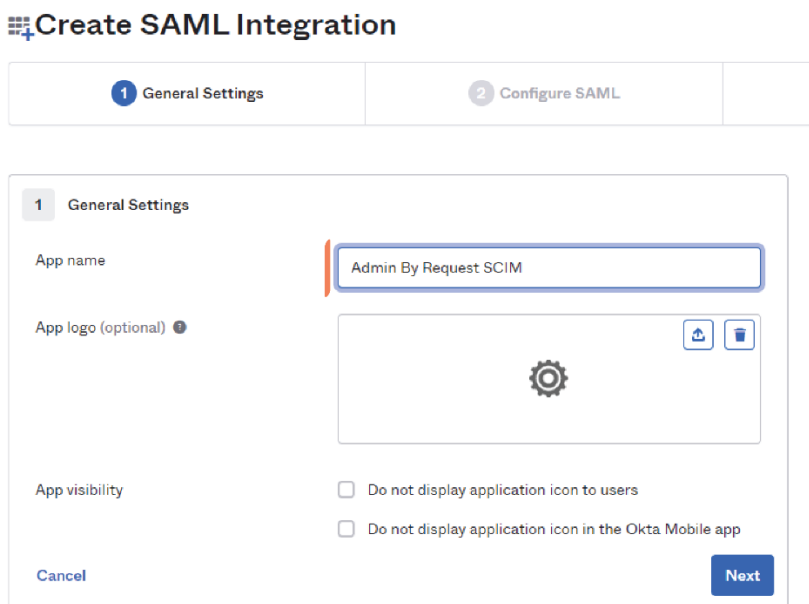 Create SAML Integration
1 General Settings
2 Configure SAML
1 General Settings
App name
Admin By Request SCIM
App logo (optional)
App visibility
Do not display application icon to users
Do not display application icon in the Okta Mobile app
Cancel
Next